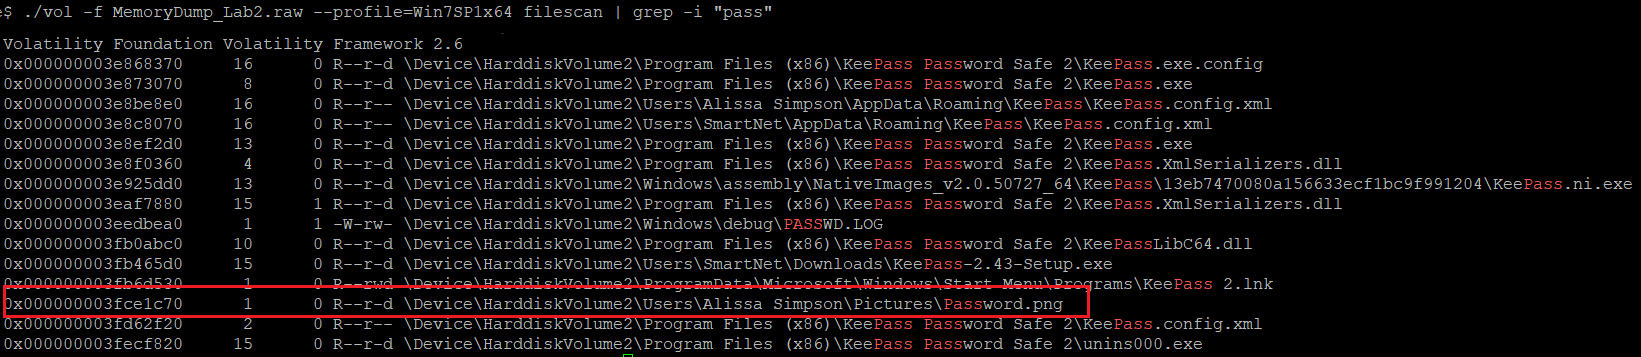 e$ ./vol -f MemoryDump_Lab2.raw --profile=Win7SP1x64 filescan | grep -i "pass"
Volatility Foundation Volatility Framework 2.6
0x000000003e868370     16      0 R--r-d \Device\HarddiskVolume2\Program Files (x86)\KeePass Password Safe 2\KeePass.exe.config
0x000000003e873070      8      0 R--r-d \Device\HarddiskVolume2\Program Files (x86)\KeePass Password Safe 2\KeePass.exe
0x000000003e8be8e0     16      0 R--r-- \Device\HarddiskVolume2\Users\Alissa Simpson\AppData\Roaming\KeePass\KeePass.config.xml
0x000000003e8c8070     16      0 R--r-- \Device\HarddiskVolume2\Users\SmartNet\AppData\Roaming\KeePass\KeePass.config.xml
0x000000003e8ef2d0     13      0 R--r-d \Device\HarddiskVolume2\Program Files (x86)\KeePass Password Safe 2\KeePass.exe
0x000000003e8f0360      4      0 R--r-d \Device\HarddiskVolume2\Program Files (x86)\KeePass Password Safe 2\KeePass.XmlSerializers.dll
0x000000003e925dd0     13      0 R--r-d \Device\HarddiskVolume2\Windows\assembly\NativeImages_v2.0.50727_64\KeePass\13eb7470080a156633ecf1bc9f991204\KeePass.ni.exe
0x000000003eaf7880     15      1 R--r-d \Device\HarddiskVolume2\Program Files (x86)\KeePass Password Safe 2\KeePass.XmlSerializers.dll
0x000000003eedbea0      1      1 -W-rw- \Device\HarddiskVolume2\Windows\debug\PASSWD.LOG
0x000000003fb0abc0     10      0 R--r-d \Device\HarddiskVolume2\Program Files (x86)\KeePass Password Safe 2\KeePassLibC64.dll
0x000000003fb465d0     15      0 R--r-d \Device\HarddiskVolume2\Users\SmartNet\Downloads\KeePass-2.43-Setup.exe
0x000000003fb6d530      1      0 R--rwd \Device\HarddiskVolume2\ProgramData\Microsoft\Windows\Start Menu\Programs\KeePass 2.lnk
0x000000003fce1c70      1      0 R--r-d \Device\HarddiskVolume2\Users\Alissa Simpson\Pictures\Password.png
0x000000003fd62f20      2      0 R--r-d \Device\HarddiskVolume2\Program Files (x86)\KeePass Password Safe 2\KeePass.config.xml
0x000000003fecf820     15      0 R--r-d \Device\HarddiskVolume2\Program Files (x86)\KeePass Password Safe 2\unins000.exe